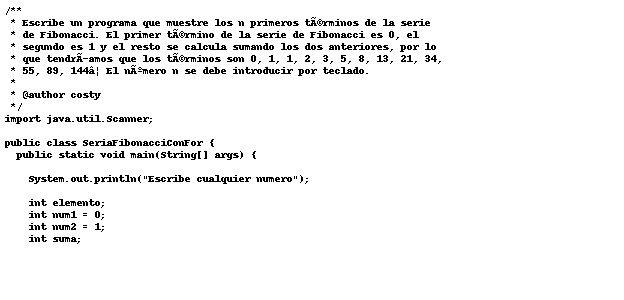 /**
 * Escribe un programa que muestre los n primeros tÃ©rminos de la serie
 * de Fibonacci. El primer tÃ©rmino de la serie de Fibonacci es 0, el
 * segundo es 1 y el resto se calcula sumando los dos anteriores, por lo
 * que tendrÃ­amos que los tÃ©rminos son 0, 1, 1, 2, 3, 5, 8, 13, 21, 34,
 * 55, 89, 144â¦ El nÃºmero n se debe introducir por teclado.
 *
 * @author costy
 */
import java.util.Scanner;

public class SeriaFibonacciConFor {
  public static void main(String[] args) {

    System.out.println("Escribe cualquier numero");

    int elemento;
    int num1 = 0;
    int num2 = 1;
    int suma;